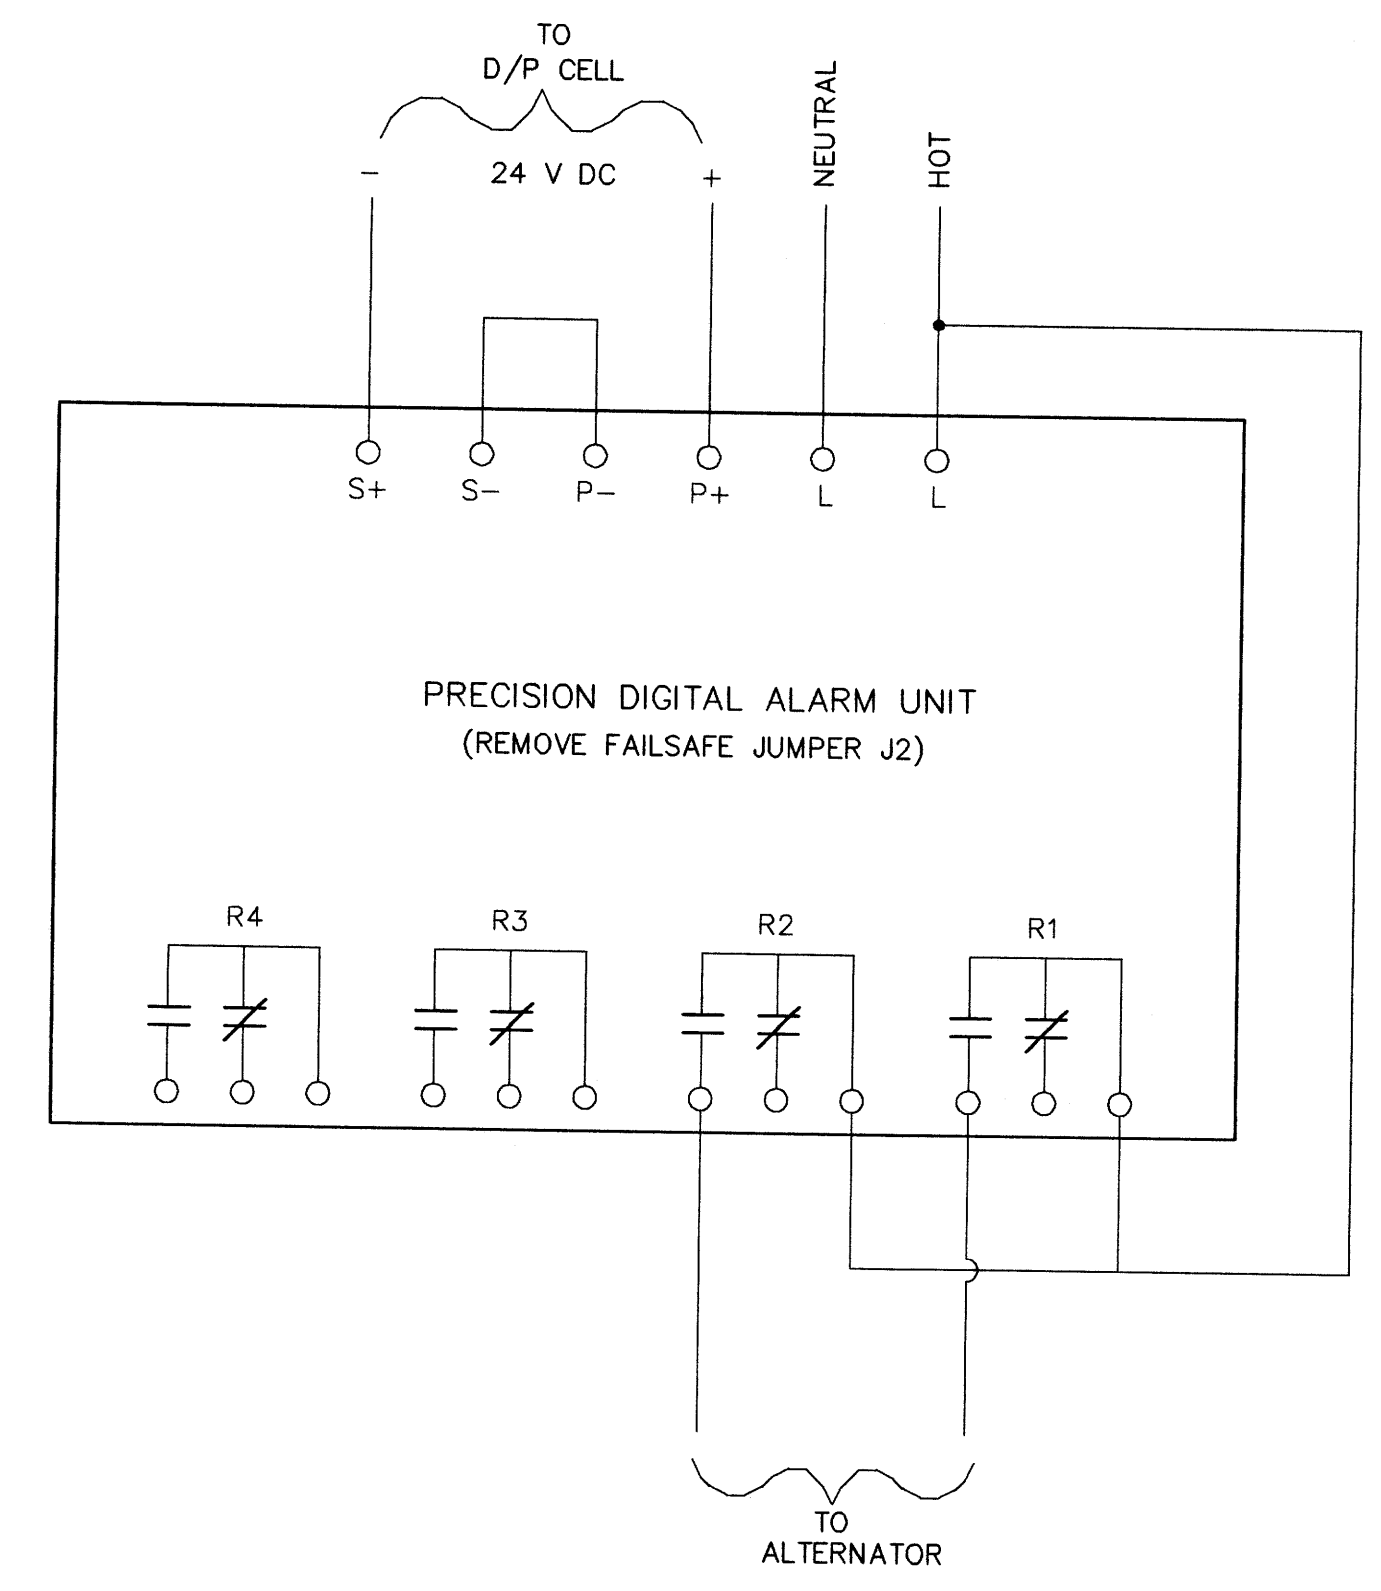 TO
D/P CELL
NEUTRAL
HOT
− 24 V DC +
S+ S− P− P+ L L
PRECISION DIGITAL ALARM UNIT
(REMOVE FAILSAFE JUMPER J2)
R4 R3 R2 R1
TO
ALTERNATOR